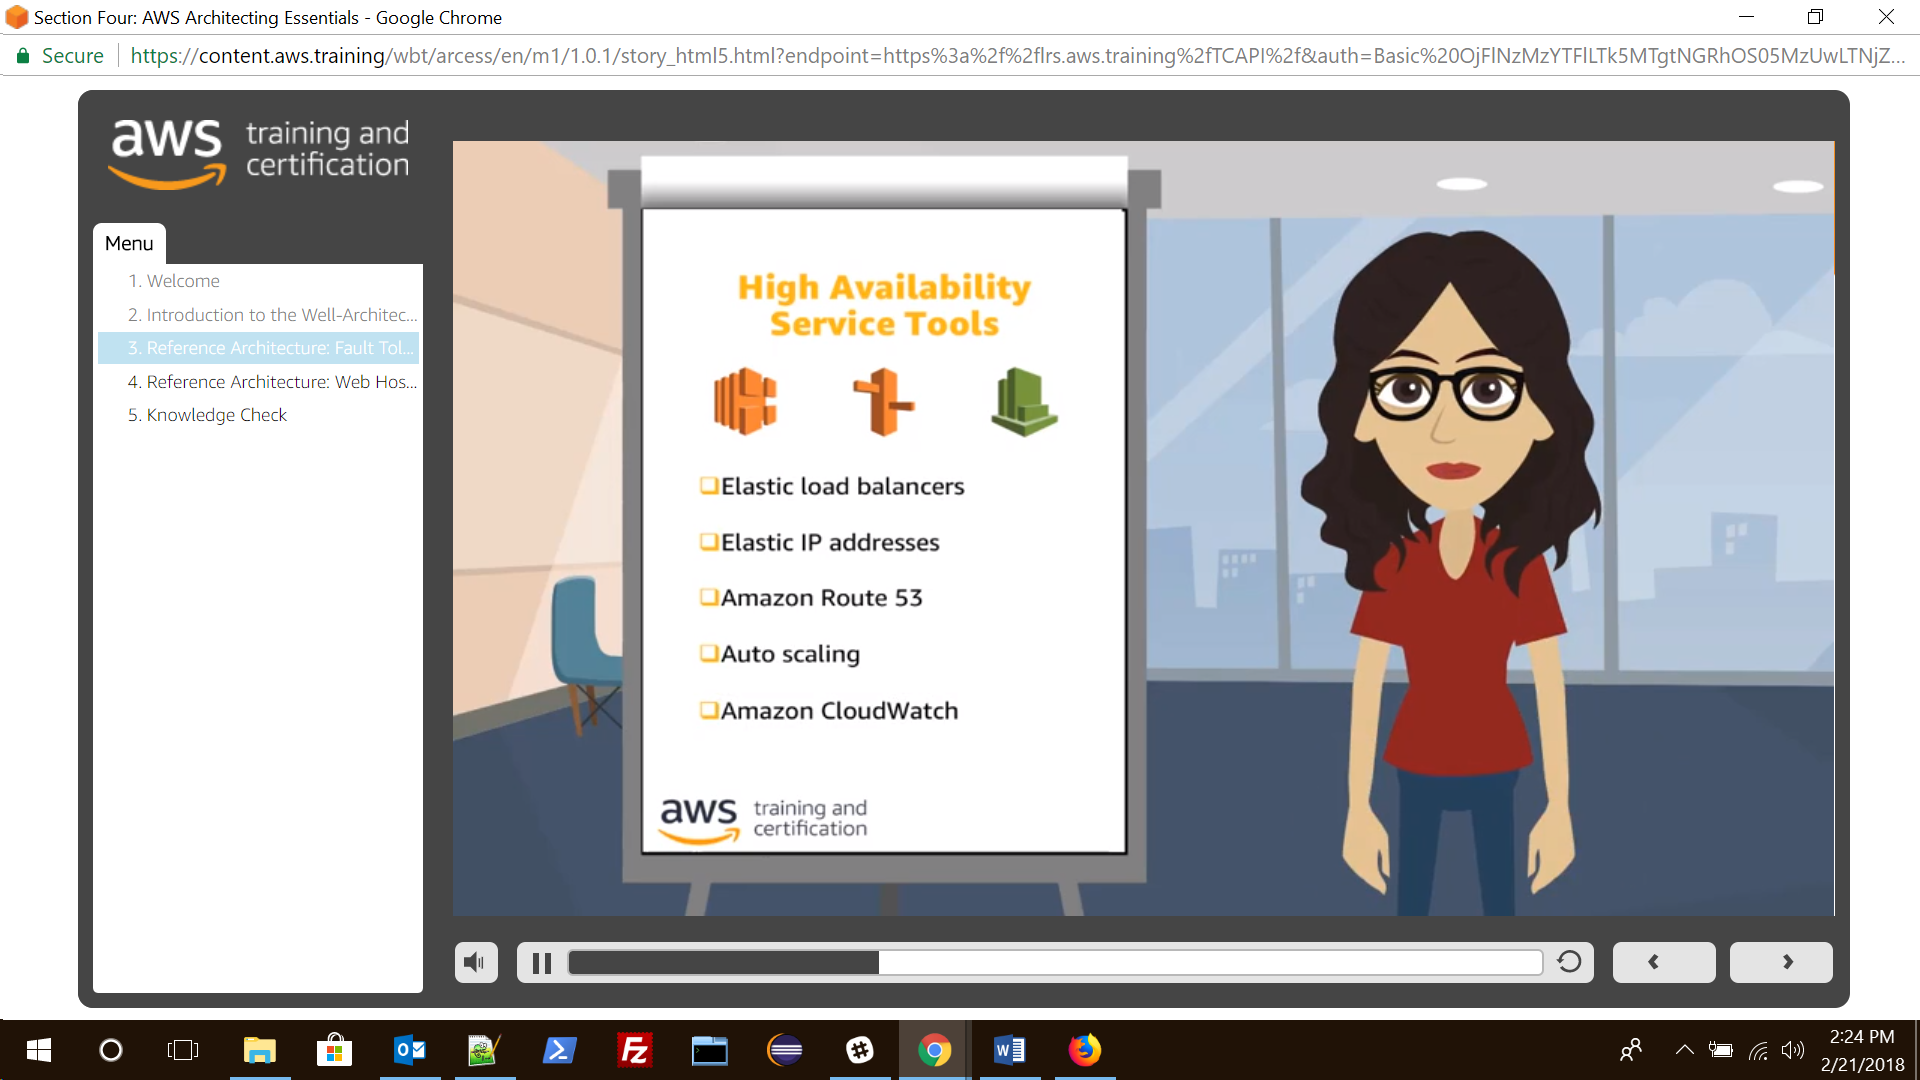 Section Four: AWS Architecting Essentials - Google Chrome
Secure
https://content.aws.training/wbt/arcess/en/m1/1.0.1/story_html5.html?endpoint=https%3a%2f%2flrs.aws.training%2fTCAPI%2f&auth=Basic%20OjFlNzMzYTFlLTk5MTgtNGRhOS05MzUwLTNjZ...
aws training and
certification
Menu
1. Welcome
2. Introduction to the Well-Architec...
3. Reference Architecture: Fault Tol...
4. Reference Architecture: Web Hos...
5. Knowledge Check
High Availability
Service Tools
Elastic load balancers
Elastic IP addresses
Amazon Route 53
Auto scaling
Amazon CloudWatch
aws training and
certification
2:24 PM
2/21/2018